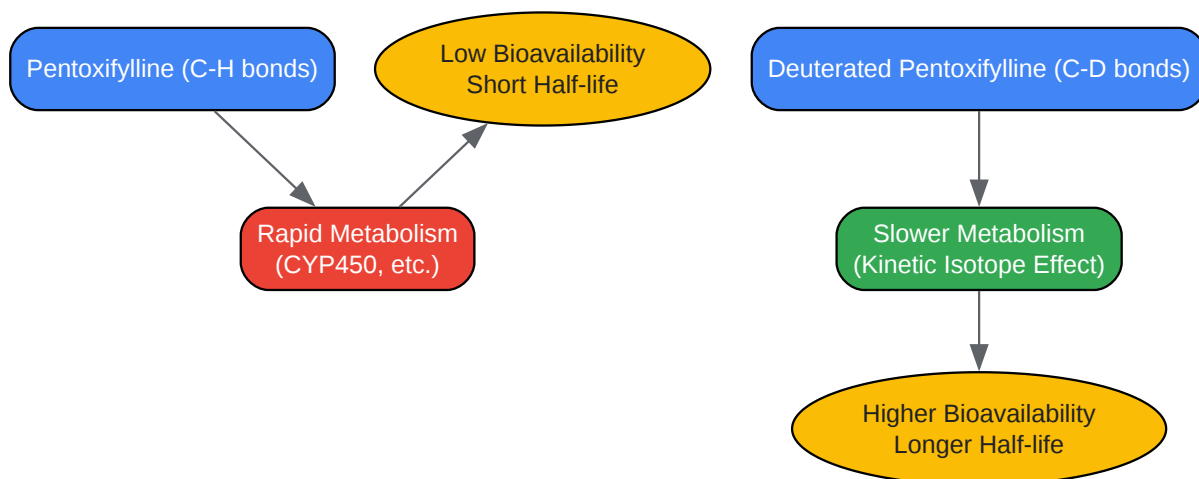 Pentoxifylline (C-H bonds)
Low Bioavailability
Short Half-life
Deuterated Pentoxifylline (C-D bonds)
Rapid Metabolism
(CYP450, etc.)
Slower Metabolism
(Kinetic Isotope Effect)
Higher Bioavailability
Longer Half-life